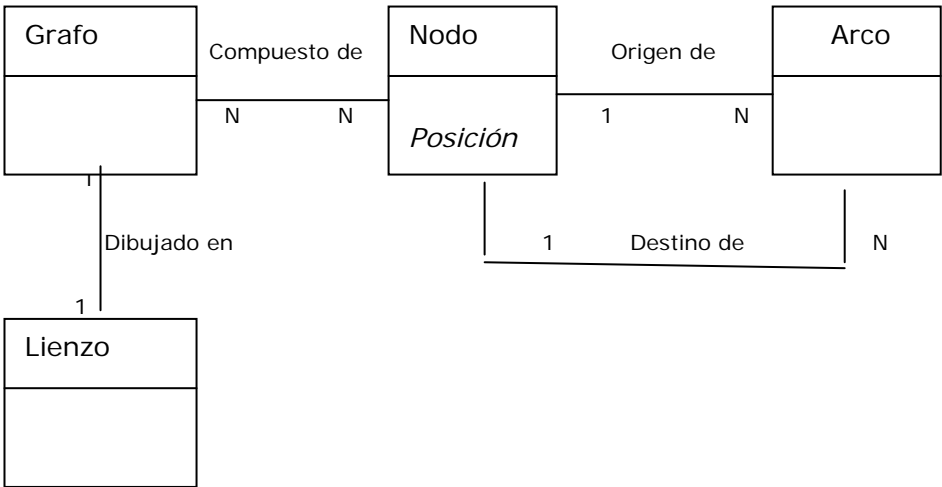 Grafo
Compuesto de
Nodo
Origen de
Arco
N
N
1
N
Posición
1
Dibujado en
1
Destino de
N
1
Lienzo